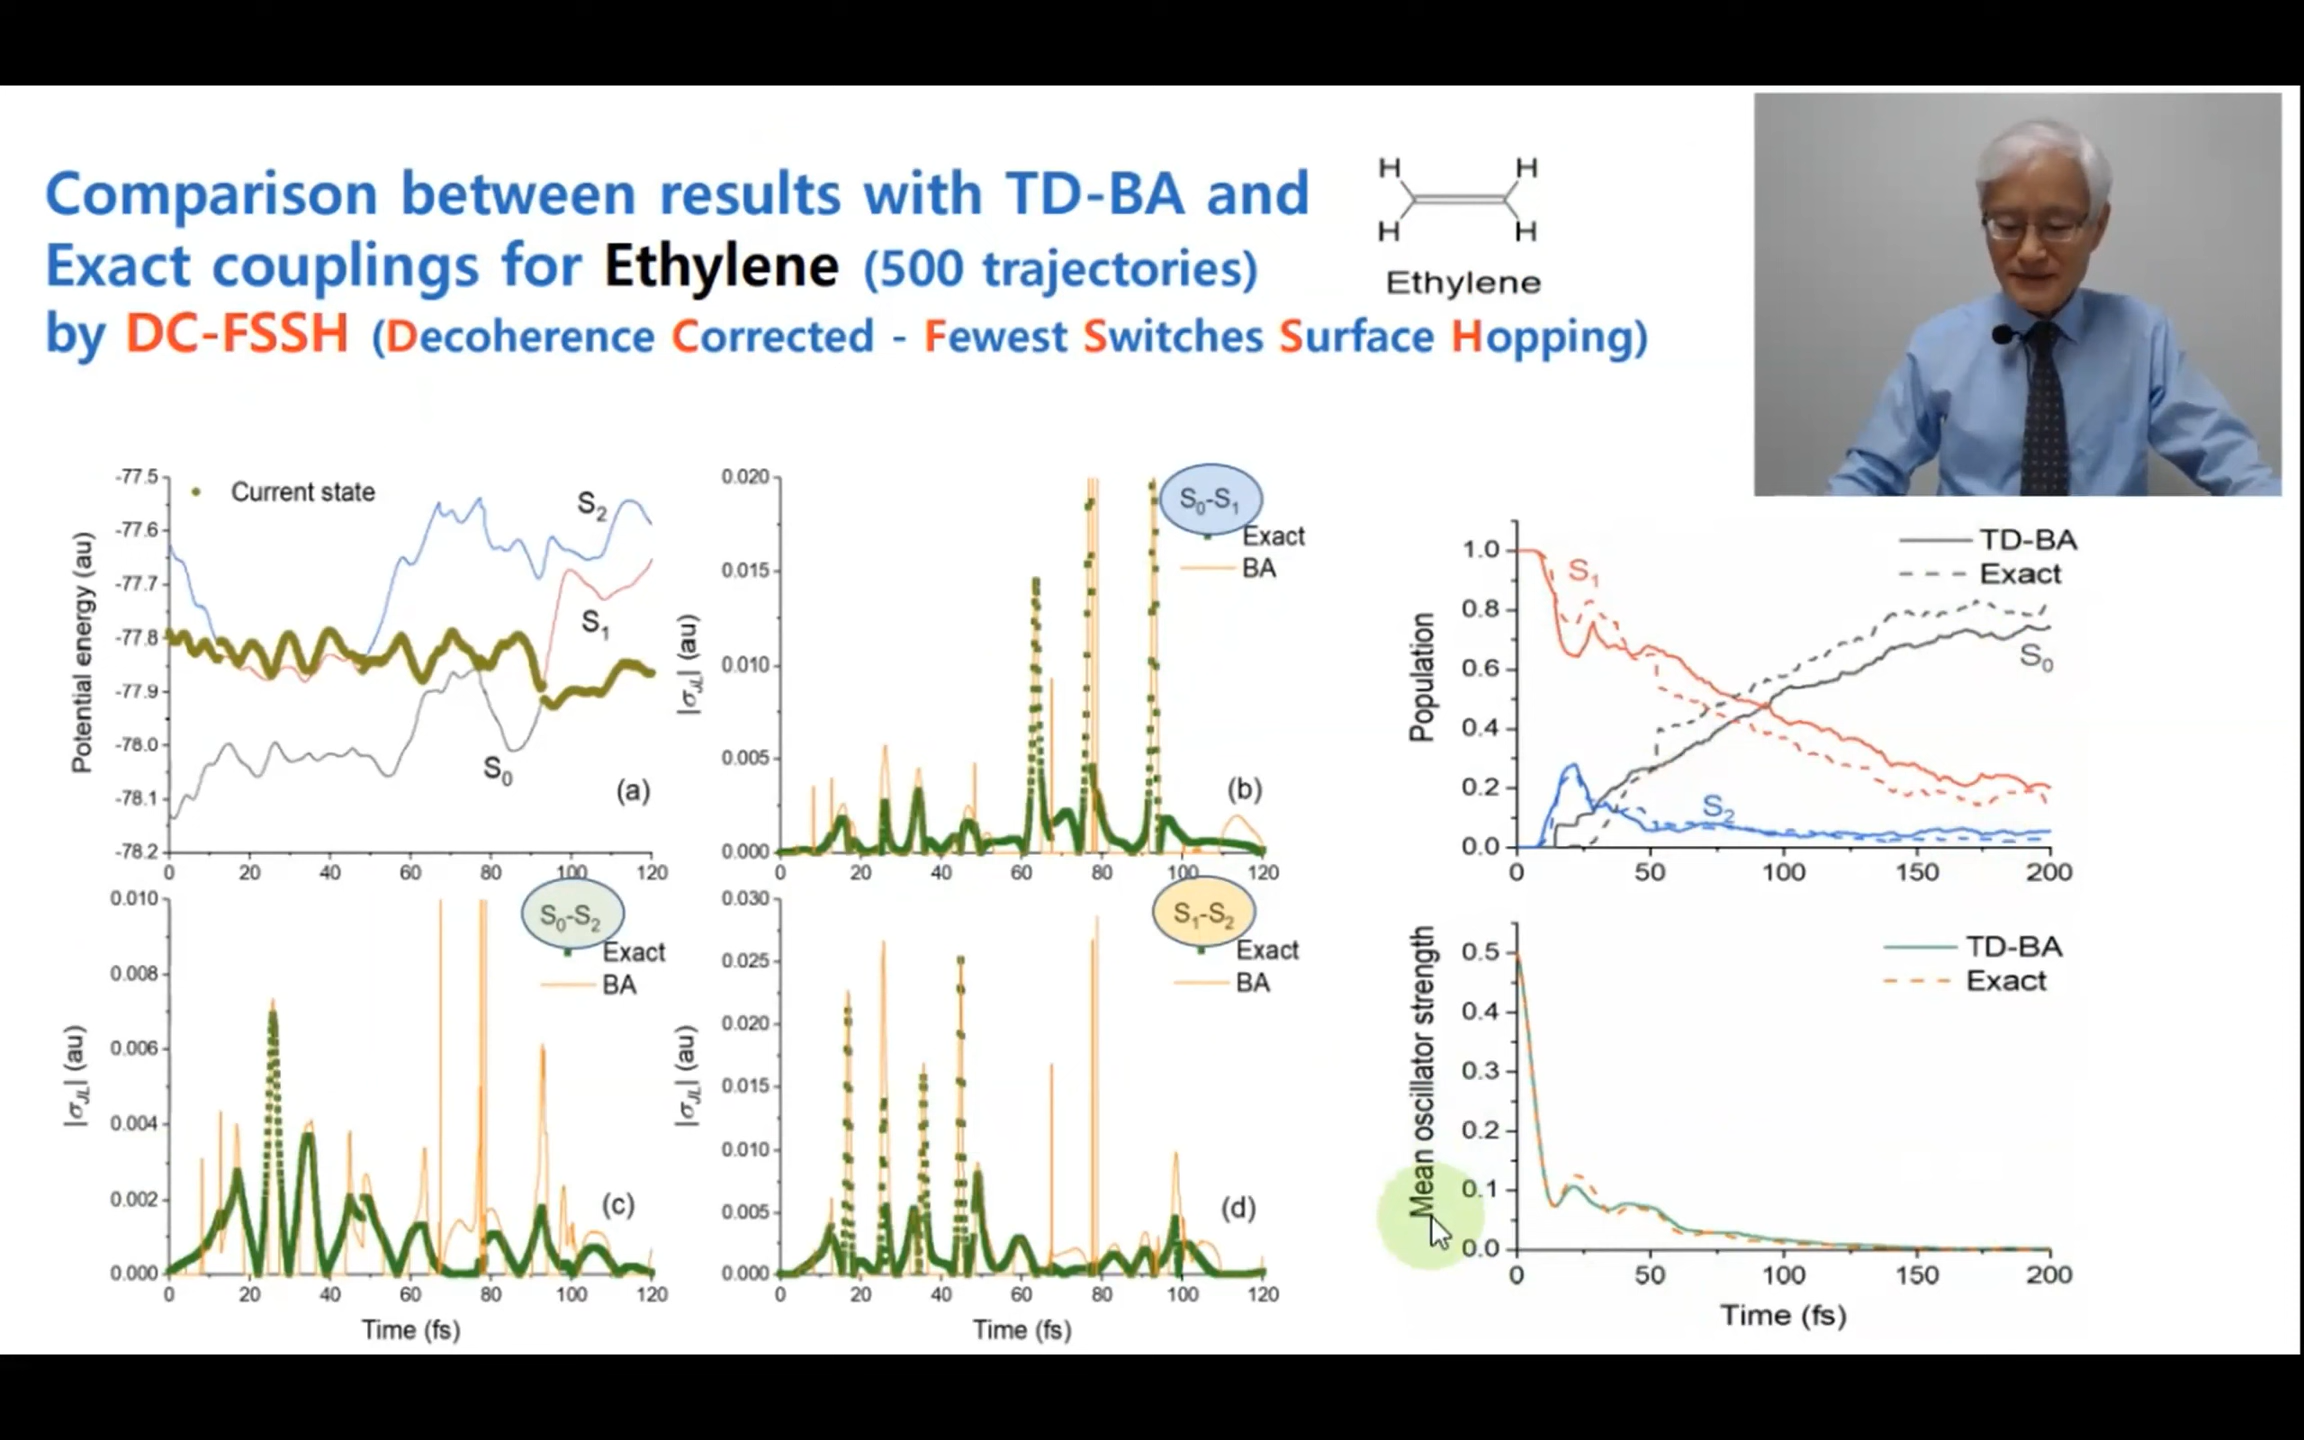 Comparison between results with TD-BA and
Exact couplings for Ethylene (500 trajectories)
by DC-FSSH (Decoherence Corrected - Fewest Switches Surface Hopping)
H H
H H
Ethylene
Potential energy (au)
-77.5
-77.6
-77.7
-77.8
-77.9
-78.0
-78.1
-78.2
Current state
S₂
S₁
S₀
(a)
0 20 40 60 80 100 120
|σ_JL| (au)
0.020
0.015
0.010
0.005
0.000
S₀-S₁
Exact
BA
(b)
0 20 40 60 80 100 120
|σ_JL| (au)
0.010
0.008
0.006
0.004
0.002
0.000
S₀-S₂
Exact
BA
(c)
0 20 40 60 80 100 120
Time (fs)
|σ_JL| (au)
0.030
0.025
0.020
0.015
0.010
0.005
0.000
S₁-S₂
Exact
BA
(d)
0 20 40 60 80 100 120
Time (fs)
Population
1.0
0.8
0.6
0.4
0.2
0.0
TD-BA
Exact
S₁
S₀
S₂
0 50 100 150 200
Mean oscillator strength
0.5
0.4
0.3
0.2
0.1
0.0
TD-BA
Exact
0 50 100 150 200
Time (fs)